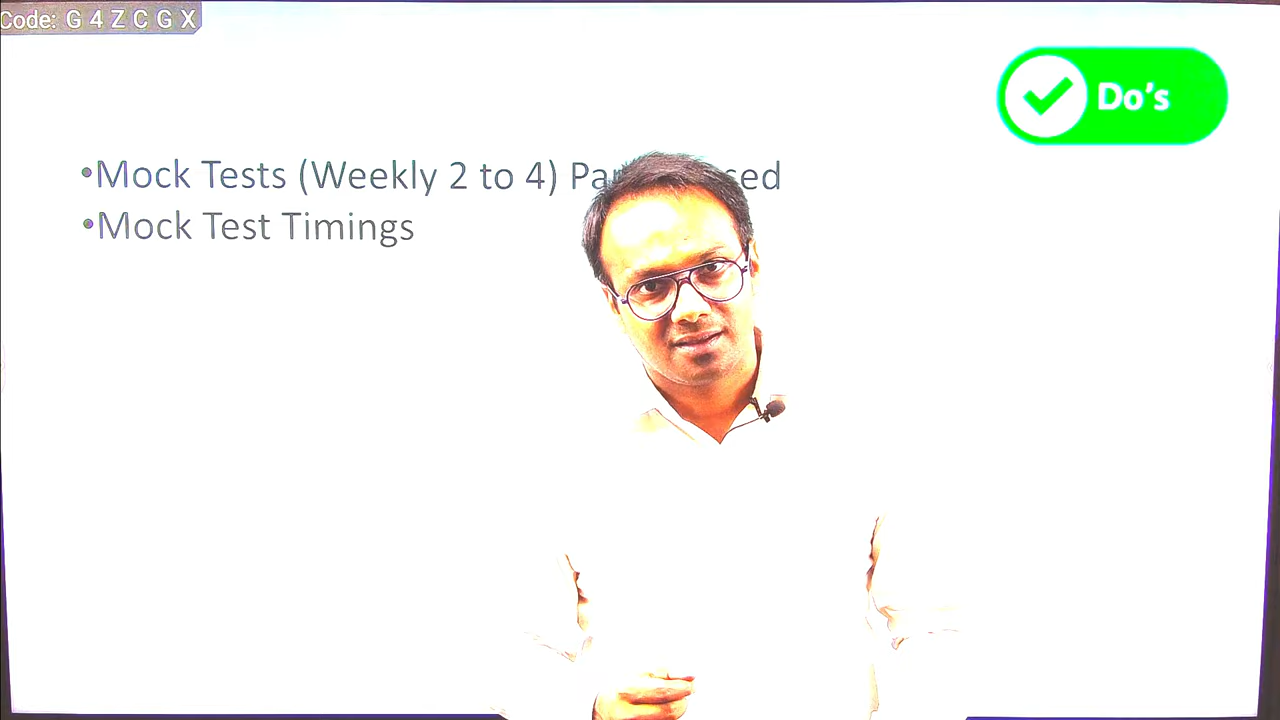 Code: G 4 Z C G X
Do's
•Mock Tests (Weekly 2 to 4)
•Mock Test Timings